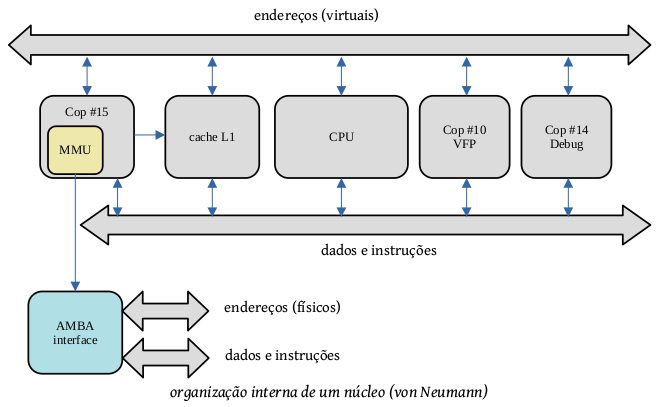 endereços (virtuais)
Cop #15
MMU
cache L1
CPU
Cop #10
VFP
Cop #14
Debug
dados e instruções
AMBA
interface
endereços (físicos)
dados e instruções
organização interna de um núcleo (von Neumann)